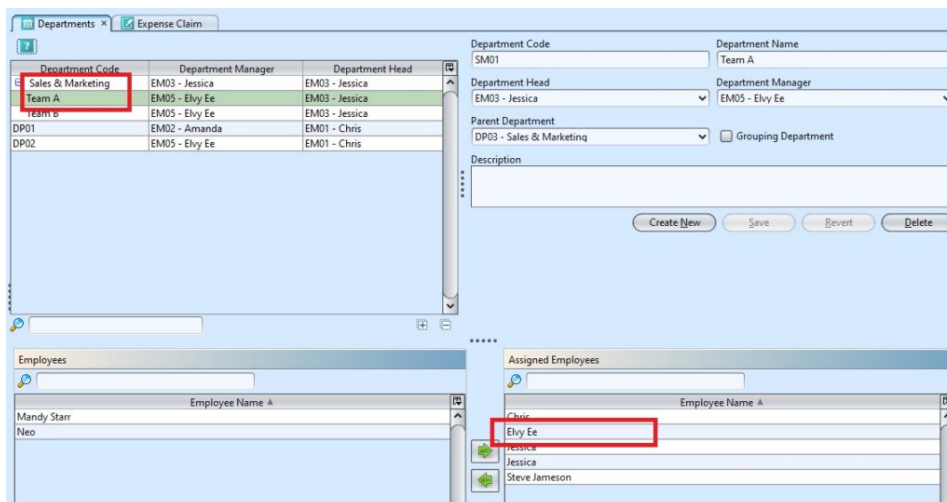 Departments × Expense Claim
?
Department Code Department Manager Department Head
Sales & Marketing EM03 - Jessica EM03 - Jessica
Team A EM05 - Elvy Ee EM03 - Jessica
Team B EM05 - Elvy Ee EM03 - Jessica
DP01 EM02 - Amanda EM01 - Chris
DP02 EM05 - Elvy Ee EM01 - Chris
Department Code Department Name
SM01 Team A
Department Head Department Manager
EM03 - Jessica EM05 - Elvy Ee
Parent Department
DP03 - Sales & Marketing Grouping Department
Description
Create New Save Revert Delete
Employees
Employee Name
Mandy Starr
Neo
Assigned Employees
Employee Name
Chris
Elvy Ee
Jessica
Jessica
Steve Jameson